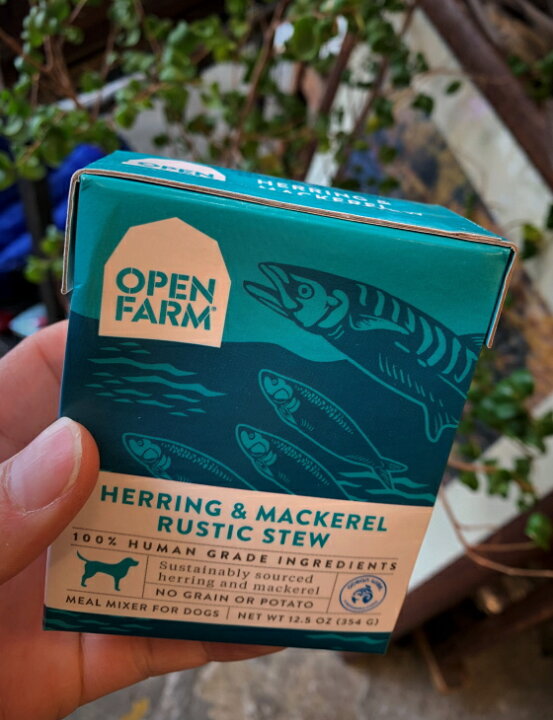 OPEN
HERRING &
MACKEREL
OPEN
FARM®
HERRING & MACKEREL
RUSTIC STEW
100% HUMAN GRADE INGREDIENTS
Sustainably sourced
herring and mackerel
NO GRAIN OR POTATO
MEAL MIXER FOR DOGS
NET WT 12.5 OZ (354 G)